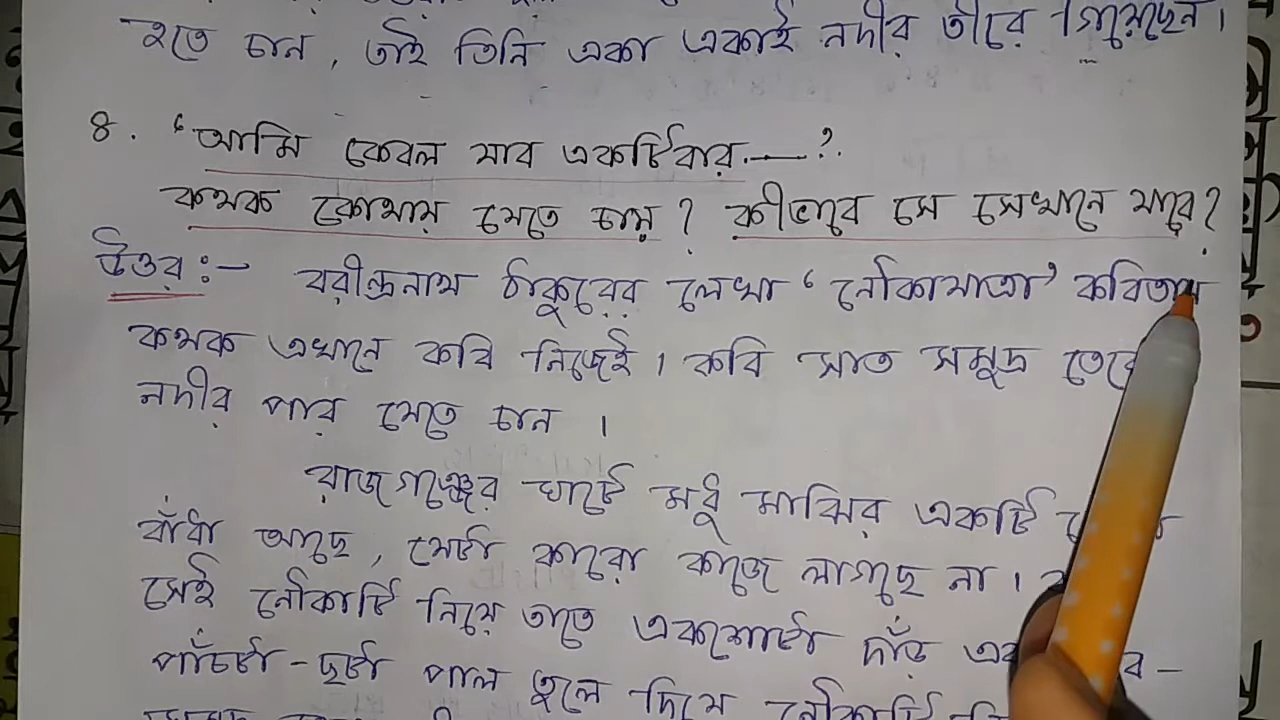 হতে চান, তাই তিনি একা একাই নদীর তীরে গিয়েছেন।
৪. 'আমি কেবল যাব একটিবার —'?
কথক কোথায় যেতে চায়? কীভাবে সে সেখানে যাবে?
উত্তর :- রবীন্দ্রনাথ ঠাকুরের লেখা 'নৌকাযাত্রা' কবিতায়
কথক এখানে কবি নিজেই। কবি সাত সমুদ্র
নদীর পার যেতে চান।
রাজগঞ্জের ঘাটে মধু মাঝির একটি
বাঁধা আছে, সেটা কারো কাজে লাগছে না।
সেই নৌকাটি নিয়ে তাতে একশোটা দাঁড়
পাঁচটা-ছটা পাল তুলে দিয়ে নৌকাটি